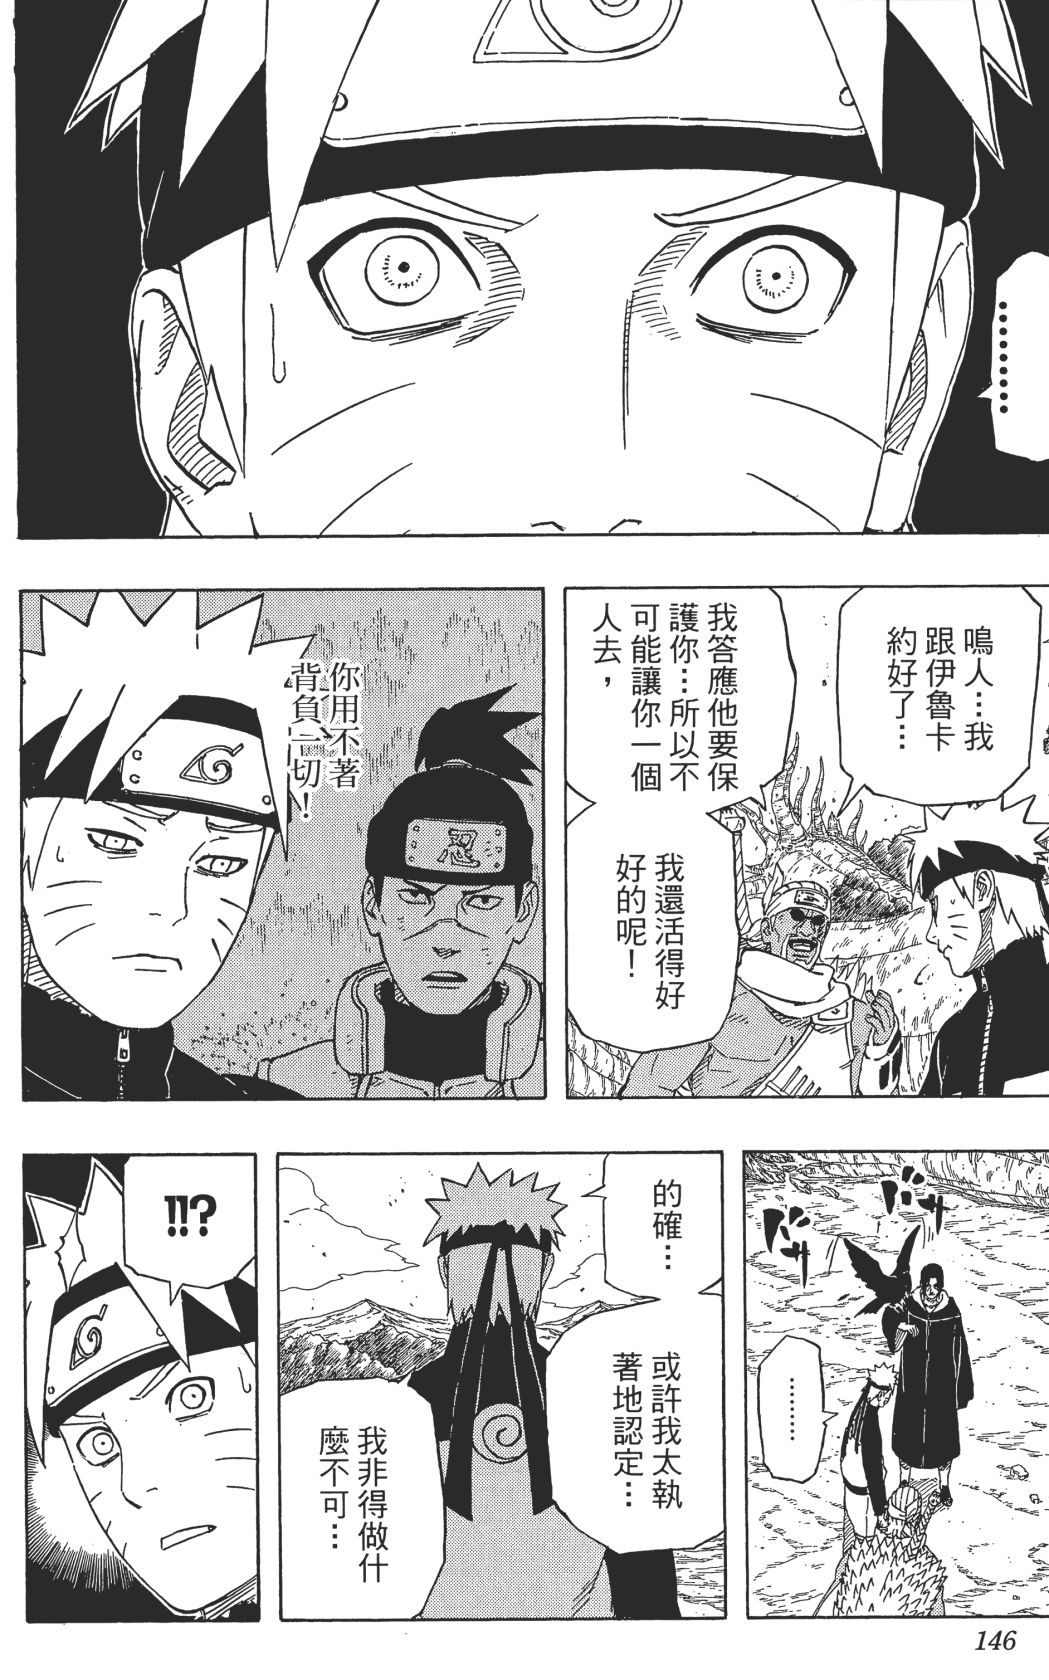 ………
鳴人…我
跟伊魯卡
約好了…
我答應他要保
護你…所以不
可能讓你一個
人去，
我還活得好
好的呢！
你用不著
背負一切！
忍
………
的確…
或許我太執
著地認定…
我非得做什
麼不可…
!!?
146